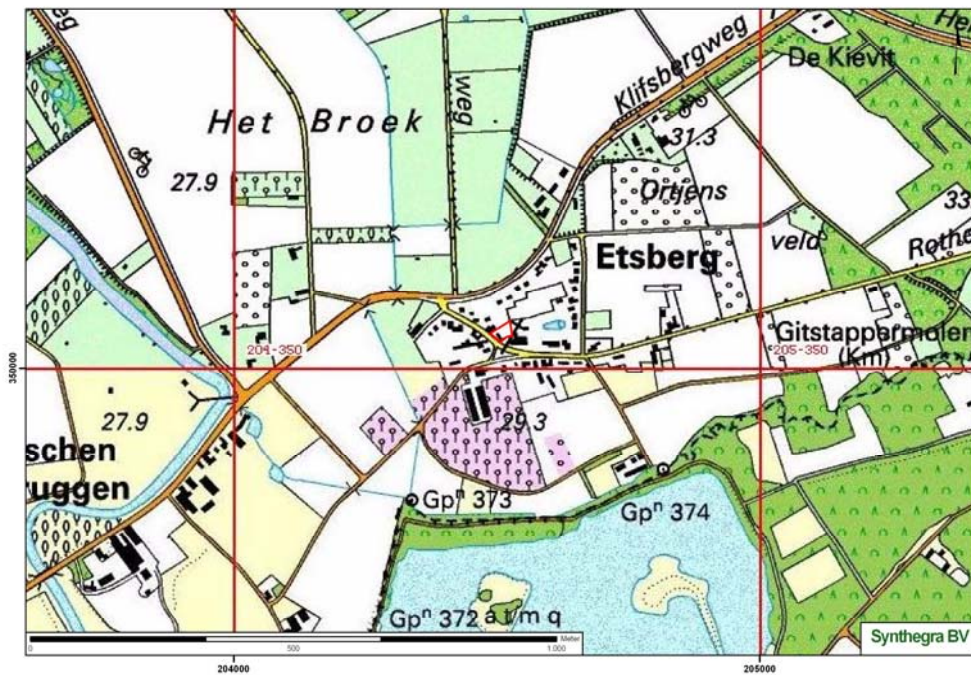 Klifsbergweg
De Kievit
Het Broek
weg
31.3
27.9
Ortjens
33
Etsberg
veld
Rothe
Gitstappermolen
(Km)
204-350
205-350
350000
27.9
29.3
schen
uggen
Gpⁿ 373
Gpⁿ 374
Gpⁿ 372 a t/m q
Meter
0
500
1.000
Synthegra BV
204000
205000